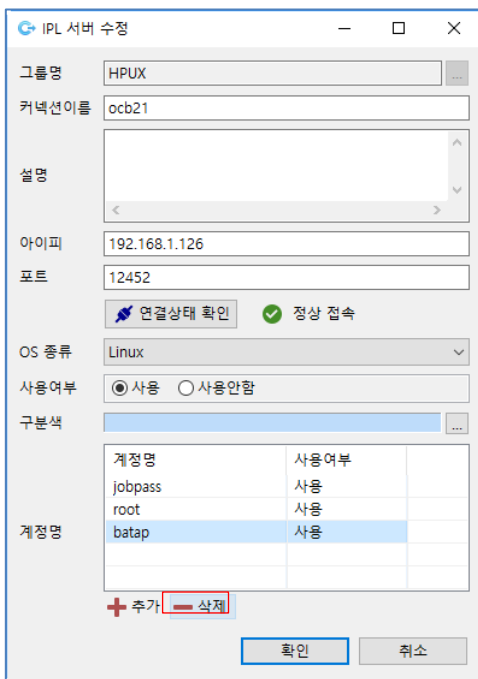 IPL 서버 수정
그룹명 HPUX ...
커넥션이름 ocb21
설명
아이피 192.168.1.126
포트 12452
연결상태 확인 정상 접속
OS 종류 Linux
사용여부 사용 사용안함
구분색 ...
계정명 사용여부
jobpass 사용
root 사용
계정명 batap 사용
추가 삭제
확인 취소